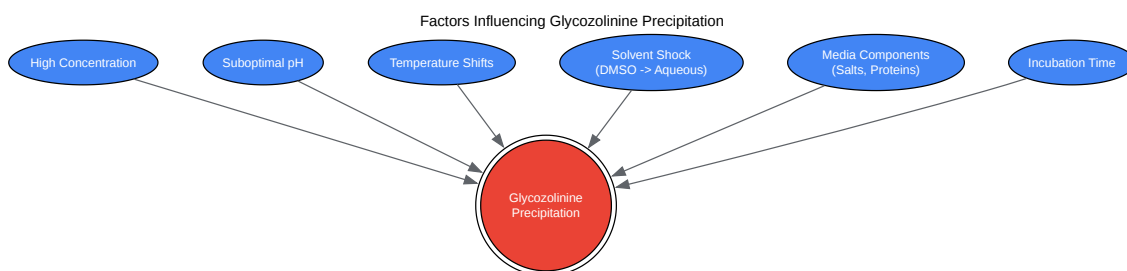 Factors Influencing Glycozolinine Precipitation
High Concentration
Suboptimal pH
Temperature Shifts
Solvent Shock
(DMSO -> Aqueous)
Media Components
(Salts, Proteins)
Incubation Time
Glycozolinine
Precipitation